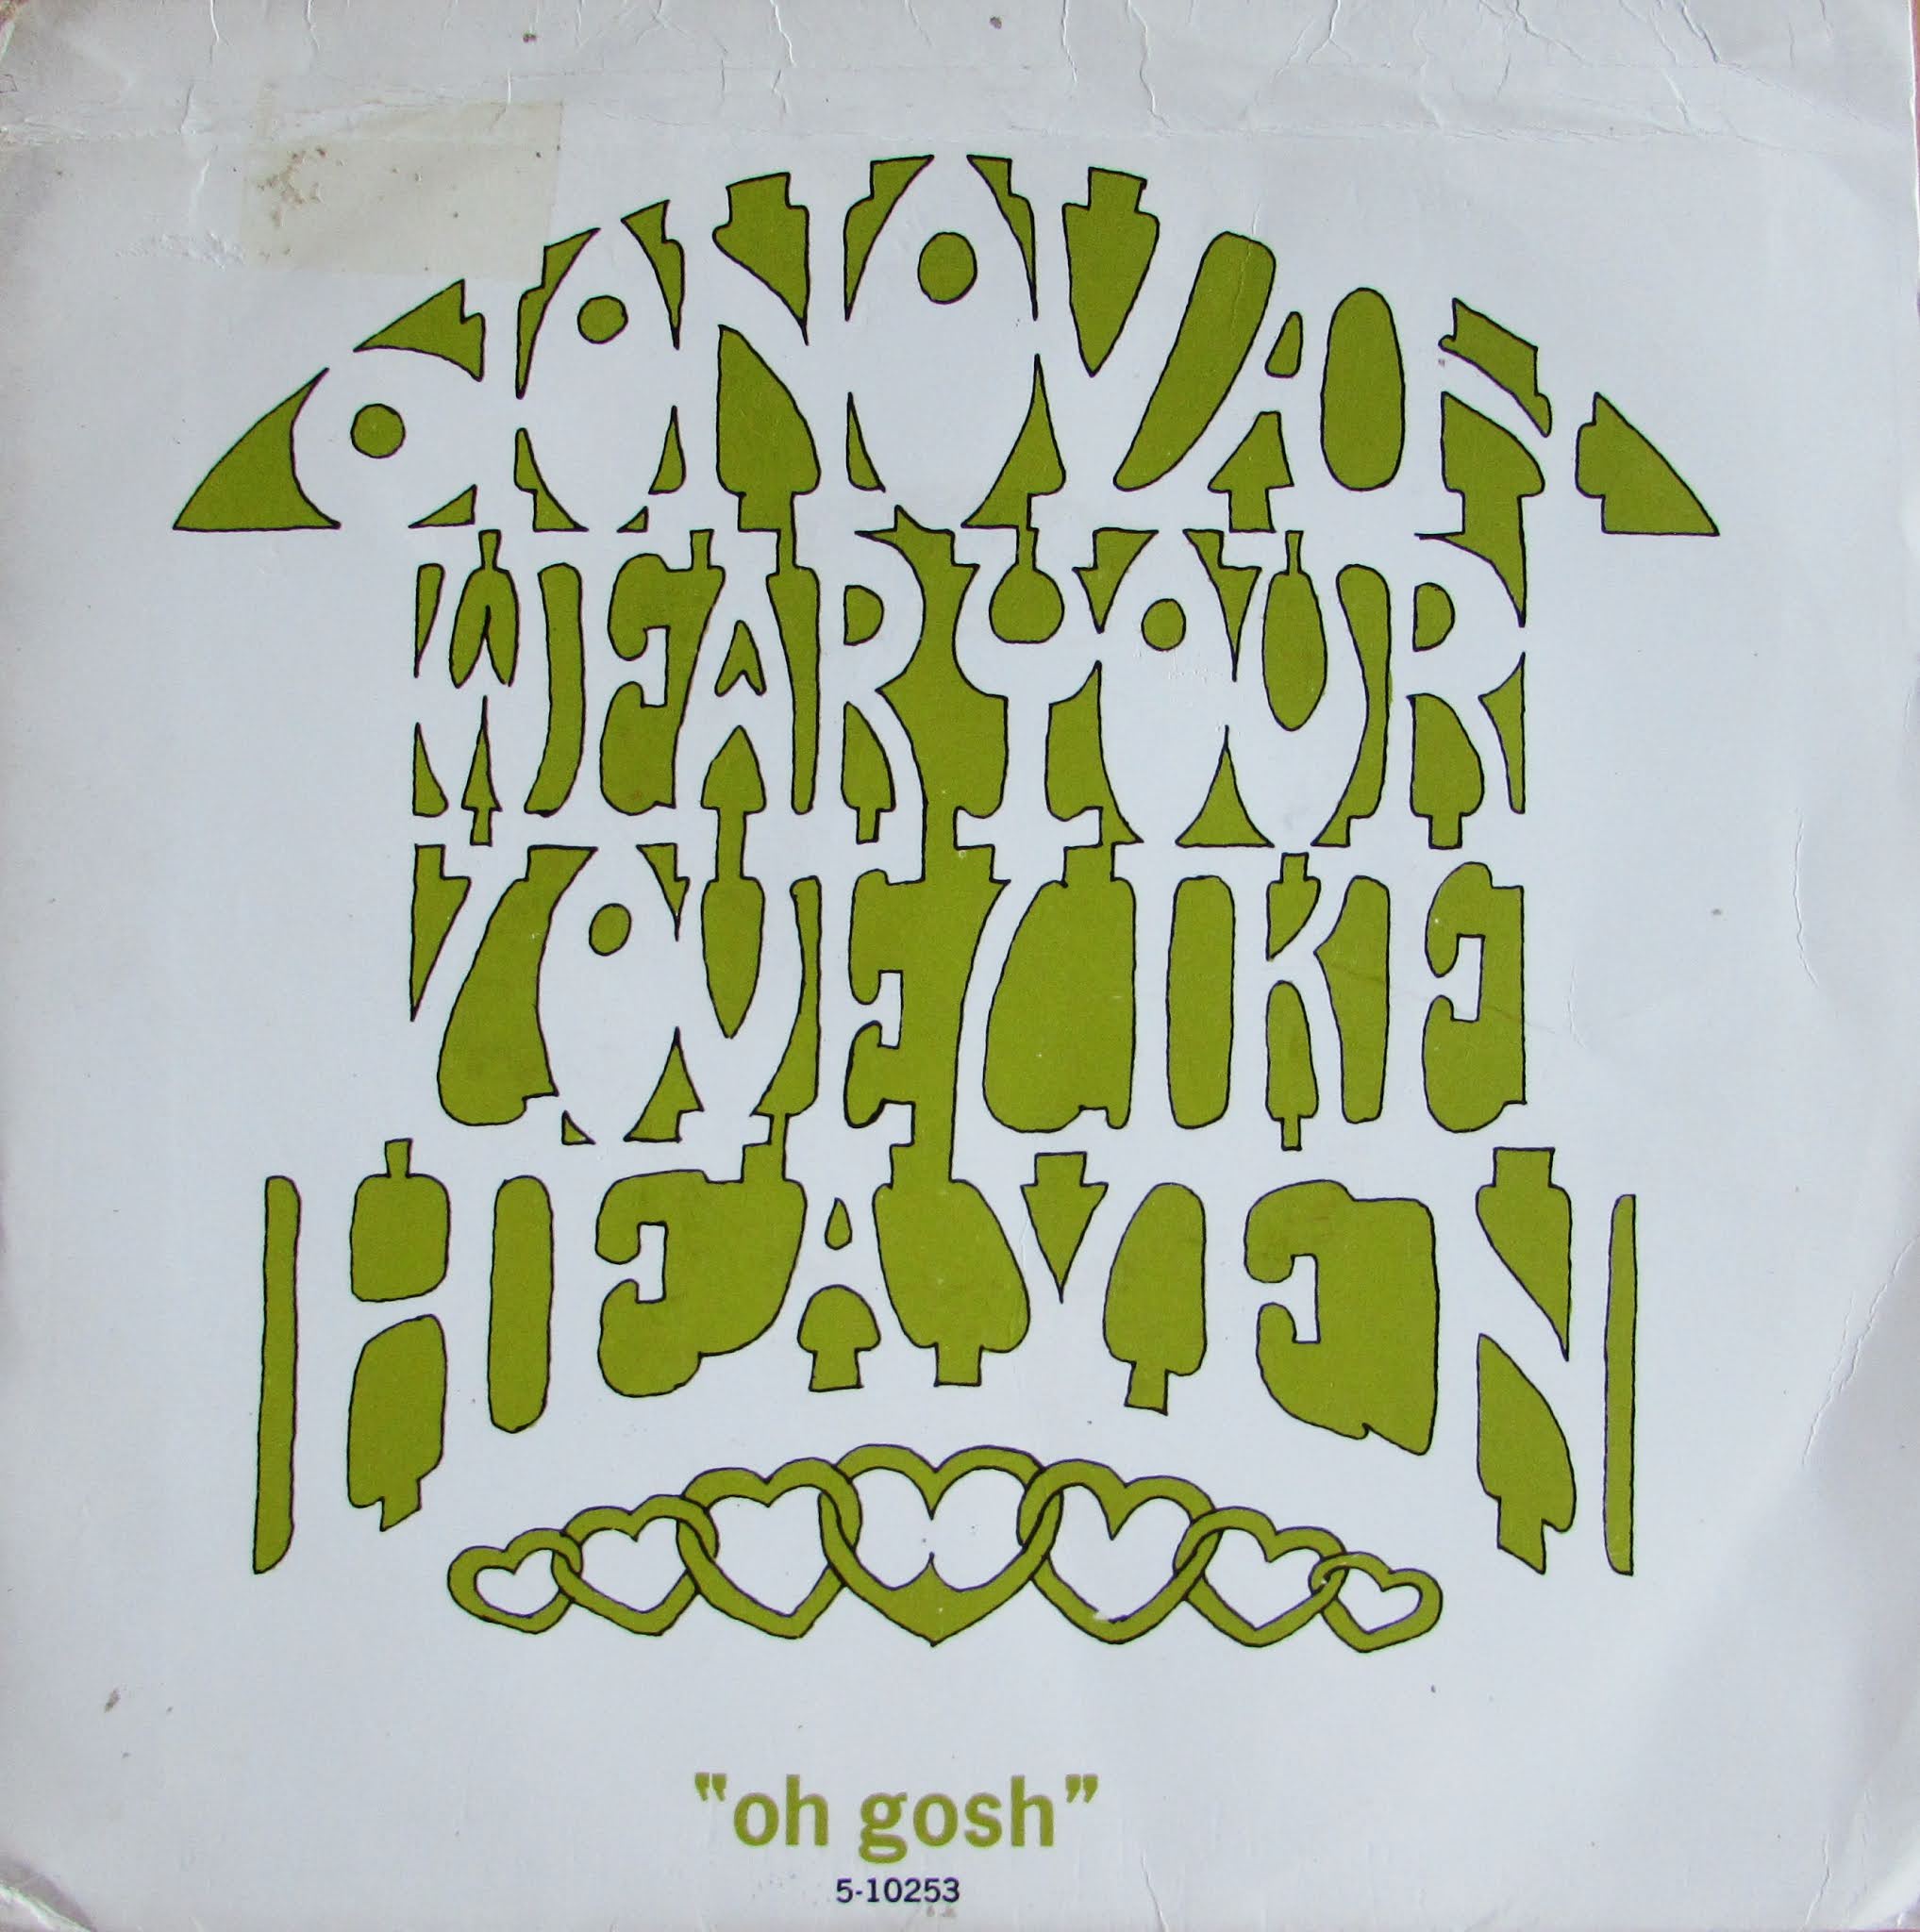 DONOVAN
WEAR YOUR
LOVE LIKE
HEAVEN
"oh gosh"
5-10253